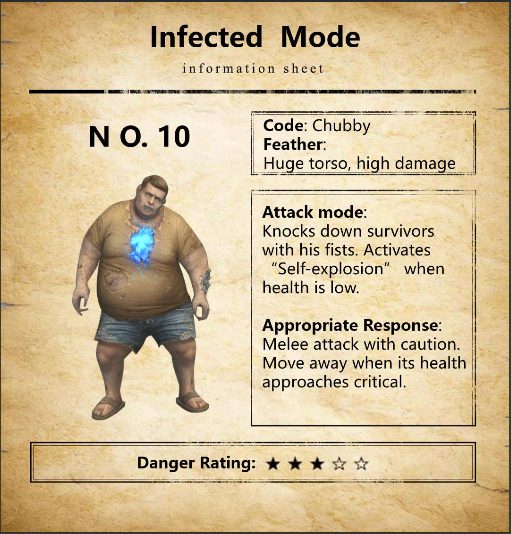 Infected Mode
information sheet
N O. 10
Code: Chubby
Feather:
Huge torso, high damage
Attack mode:
Knocks down survivors
with his fists. Activates
“Self-explosion” when
health is low.
Appropriate Response:
Melee attack with caution.
Move away when its health
approaches critical.
Danger Rating: ★ ★ ★ ☆ ☆